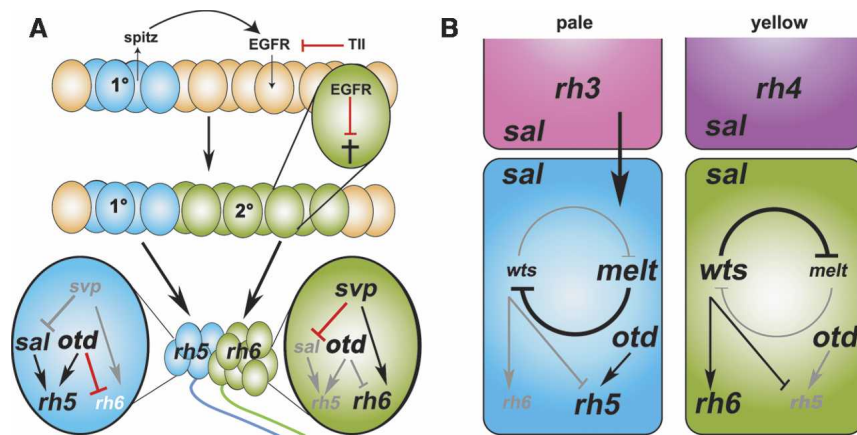 A
spitz
EGFR
TII
1°
EGFR
1°
2°
svp
sal
otd
rh5
rh6
rh5
rh6
svp
sal
otd
rh5
rh6
B
pale
yellow
rh3
rh4
sal
sal
sal
sal
wts
melt
otd
rh6
rh5
wts
melt
otd
rh6
rh5